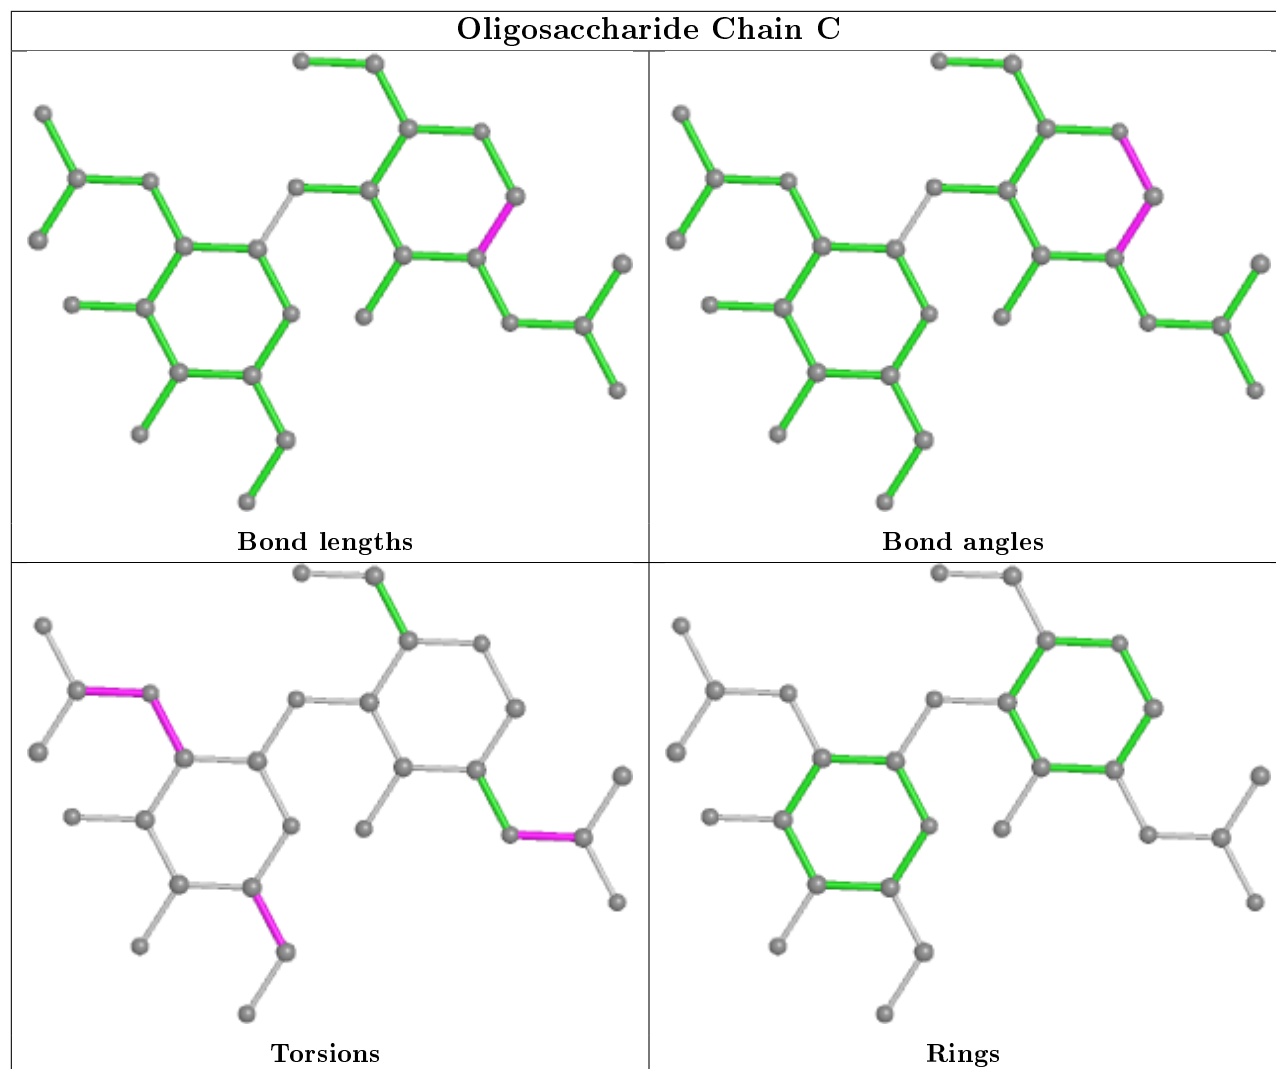 Oligosaccharide Chain C
Bond lengths
Bond angles
Torsions
Rings